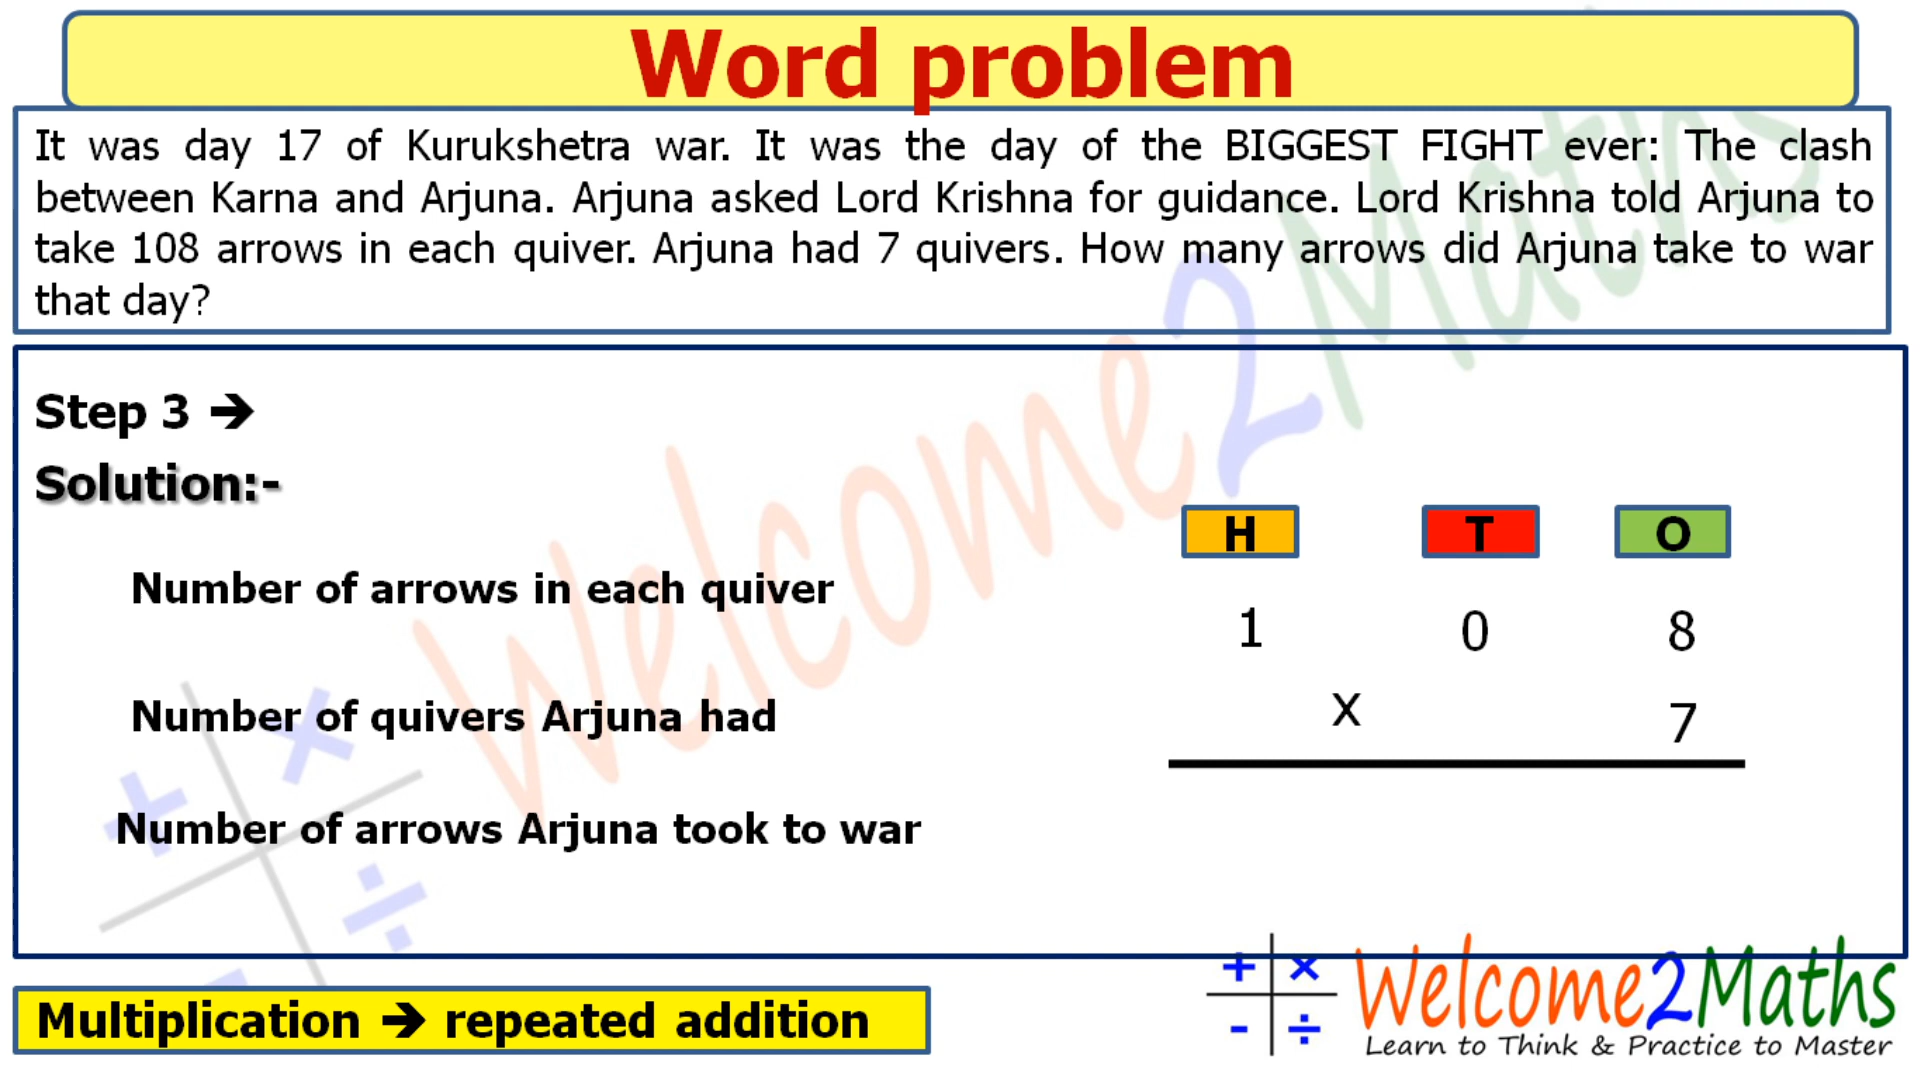 Word problem
It was day 17 of Kurukshetra war. It was the day of the BIGGEST FIGHT ever: The clash
between Karna and Arjuna. Arjuna asked Lord Krishna for guidance. Lord Krishna told Arjuna to
take 108 arrows in each quiver. Arjuna had 7 quivers. How many arrows did Arjuna take to war
that day?
Step 3 ➔
Solution:-
H T O
Number of arrows in each quiver
1 0 8
Number of quivers Arjuna had
x 7
Number of arrows Arjuna took to war
Welcome2Maths
+ × - ÷
Multiplication ➔ repeated addition
+ × - ÷
Welcome2Maths
Learn to Think & Practice to Master